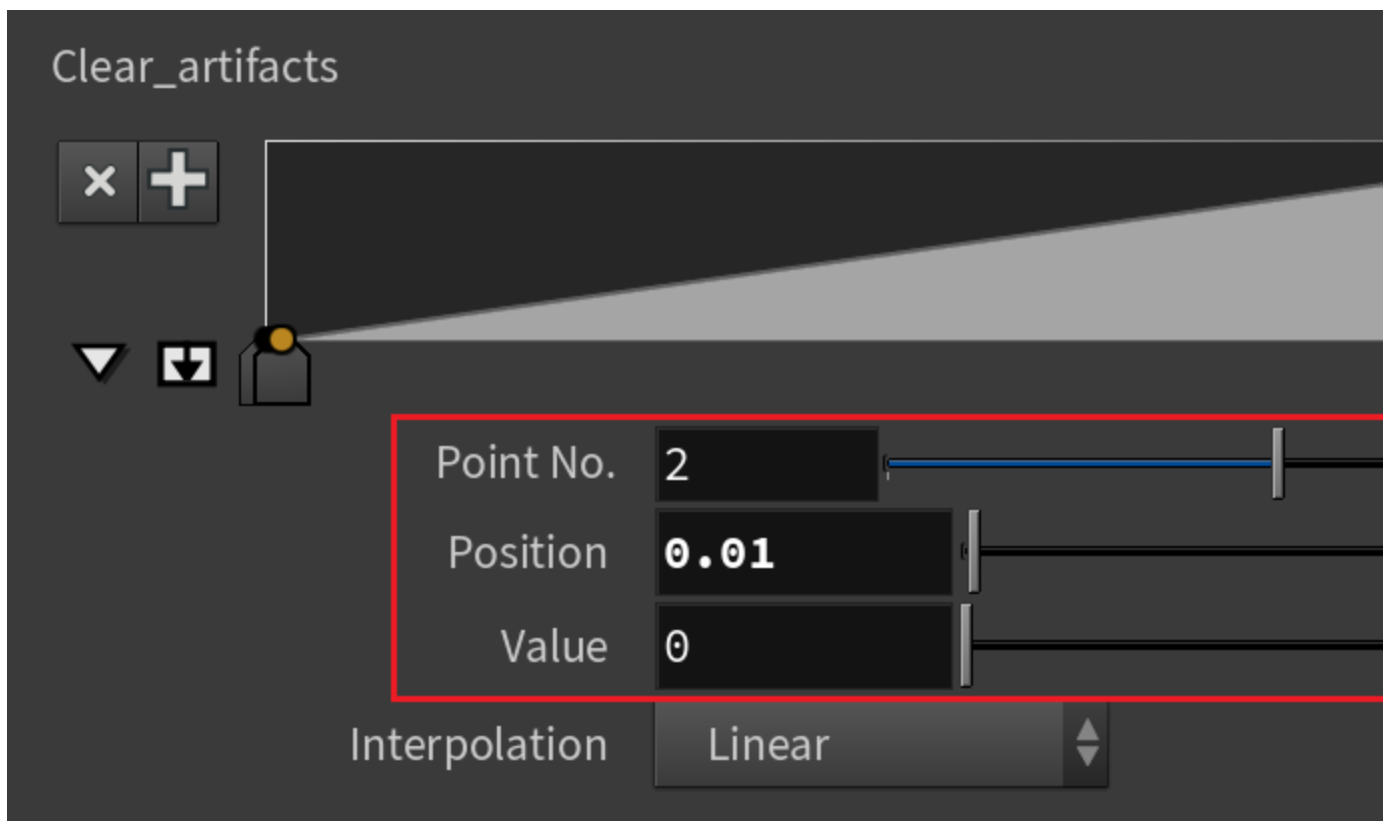 Clear_artifacts
Point No. 2
Position 0.01
Value 0
Interpolation Linear